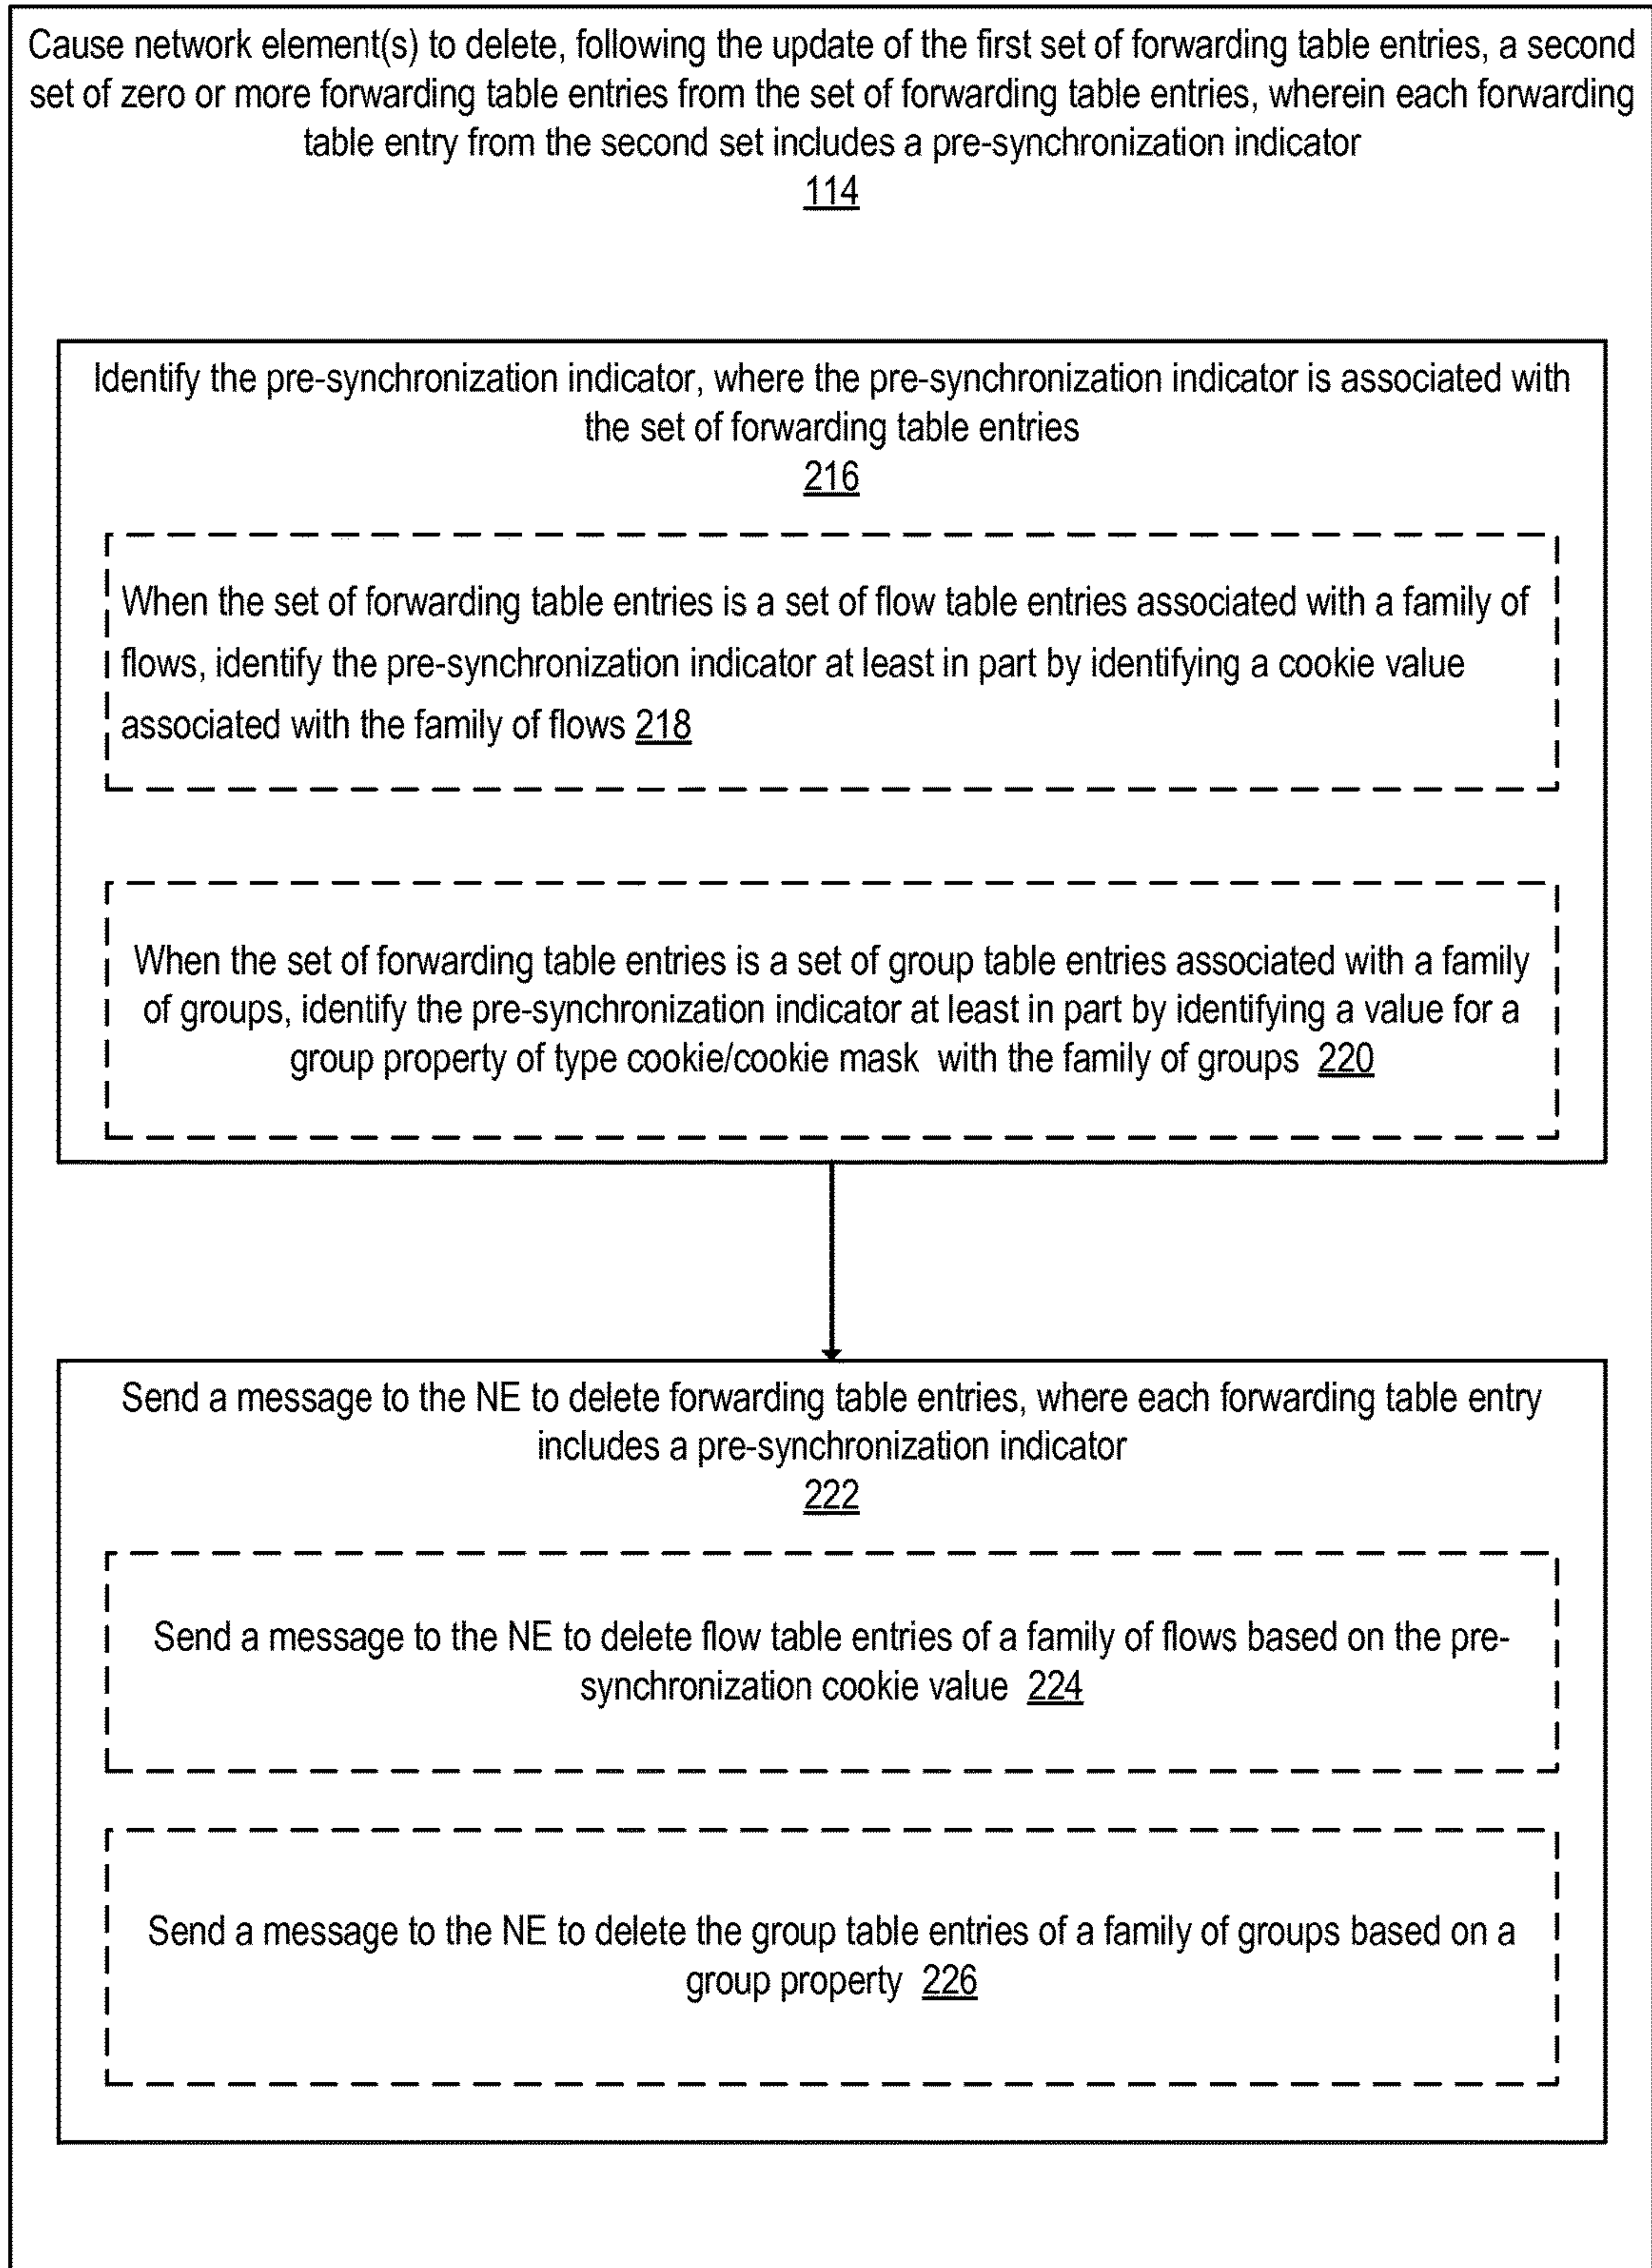 Cause network element(s) to delete, following the update of the first set of forwarding table entries, a second
set of zero or more forwarding table entries from the set of forwarding table entries, wherein each forwarding
table entry from the second set includes a pre-synchronization indicator
114
Identify the pre-synchronization indicator, where the pre-synchronization indicator is associated with
the set of forwarding table entries
216
When the set of forwarding table entries is a set of flow table entries associated with a family of
flows, identify the pre-synchronization indicator at least in part by identifying a cookie value
associated with the family of flows 218
When the set of forwarding table entries is a set of group table entries associated with a family
of groups, identify the pre-synchronization indicator at least in part by identifying a value for a
group property of type cookie/cookie mask with the family of groups 220
Send a message to the NE to delete forwarding table entries, where each forwarding table entry
includes a pre-synchronization indicator
222
Send a message to the NE to delete flow table entries of a family of flows based on the pre-
synchronization cookie value 224
Send a message to the NE to delete the group table entries of a family of groups based on a
group property 226